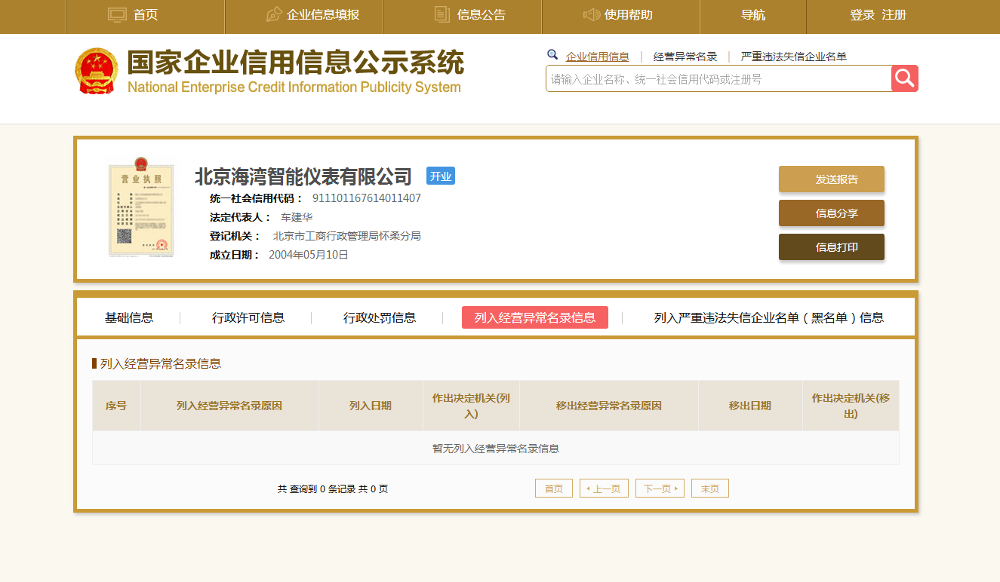 首页 企业信息填报 信息公告 使用帮助 导航 登录 注册
国家企业信用信息公示系统
National Enterprise Credit Information Publicity System
企业信用信息 | 经营异常名录 | 严重违法失信企业名单
请输入企业名称、统一社会信用代码或注册号
营业执照
北京海湾智能仪表有限公司 开业
统一社会信用代码： 911101167614011407
法定代表人： 车建华
登记机关： 北京市工商行政管理局怀柔分局
成立日期： 2004年05月10日
发送报告
信息分享
信息打印
基础信息 | 行政许可信息 | 行政处罚信息 | 列入经营异常名录信息 | 列入严重违法失信企业名单（黑名单）信息
列入经营异常名录信息
序号 列入经营异常名录原因 列入日期 作出决定机关(列入) 移出经营异常名录原因 移出日期 作出决定机关(移出)
暂无列入经营异常名录信息
共 查询到 0 条记录 共 0 页 首页 上一页 下一页 末页